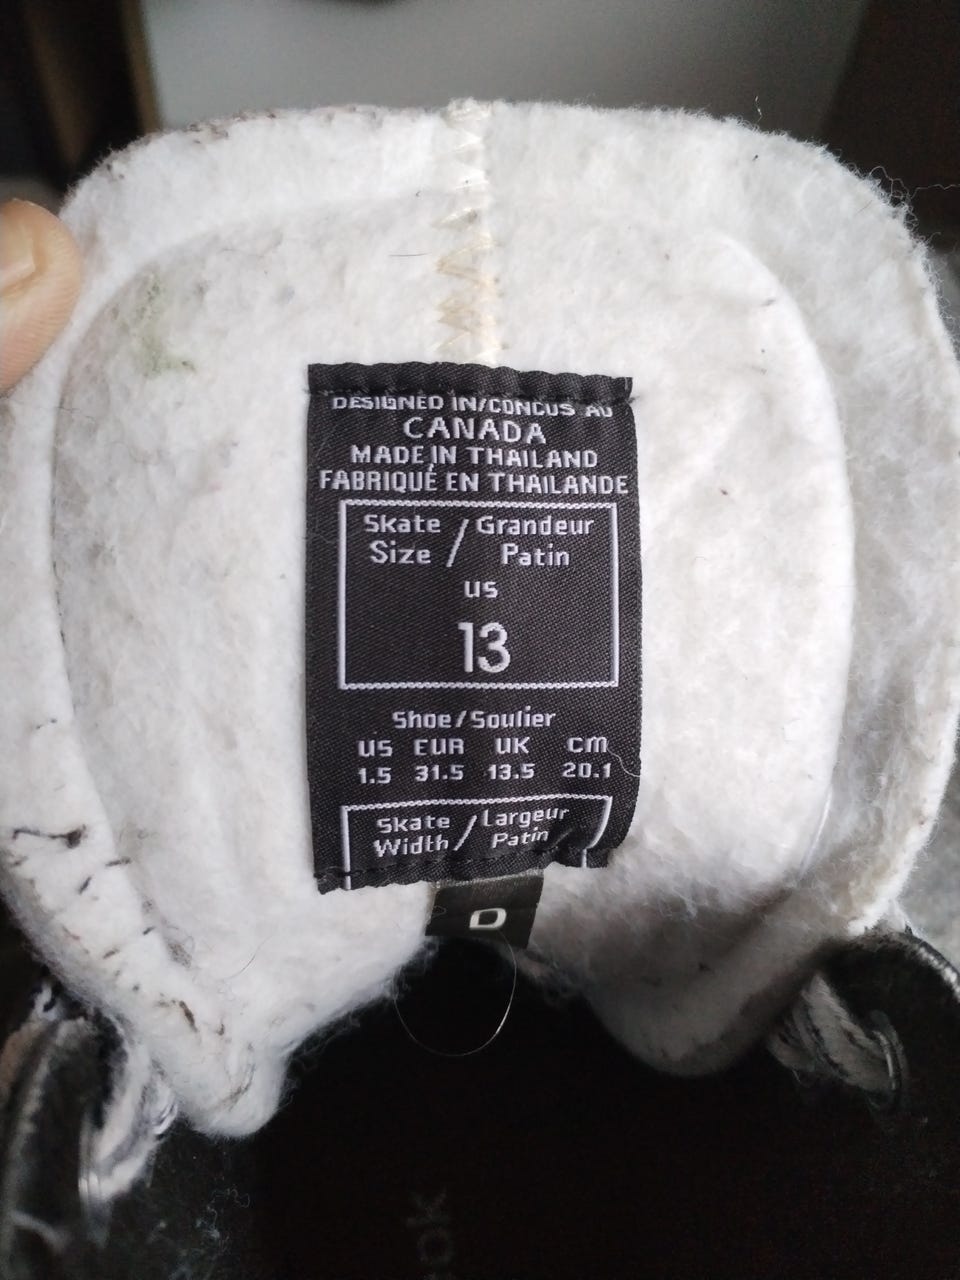 DESIGNED IN/CONCUS AU
CANADA
MADE IN THAILAND
FABRIQUÉ EN THAILANDE
Skate / Grandeur
Size / Patin
US
13
Shoe/Soulier
US EUR UK cm
1.5 31.5 13.5 20.1
Skate / Largeur
Width / Patin
D
ok